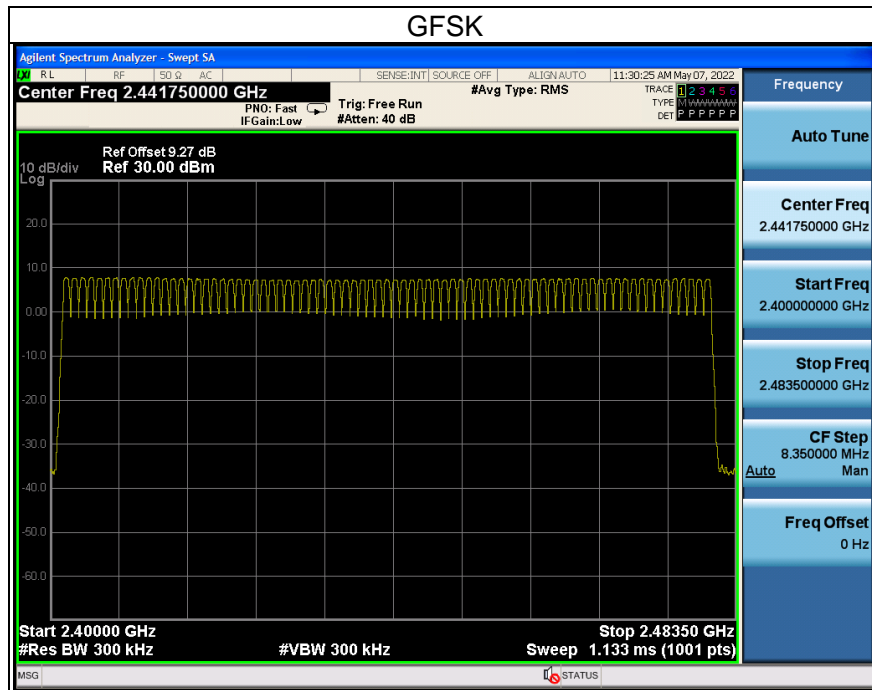 GFSK
Agilent Spectrum Analyzer - Swept SA
LXI RL RF 50 Ω AC SENSE:INT SOURCE OFF ALIGN AUTO 11:30:25 AM May 07, 2022
Center Freq 2.441750000 GHz #Avg Type: RMS TRACE 1 2 3 4 5 6
PNO: Fast Trig: Free Run TYPE M WWWWW
IFGain:Low #Atten: 40 dB DET P P P P P P
Ref Offset 9.27 dB
10 dB/div Ref 30.00 dBm
Log
20.0
10.0
0.00
-10.0
-20.0
-30.0
-40.0
-50.0
-60.0
Start 2.40000 GHz Stop 2.48350 GHz
#Res BW 300 kHz #VBW 300 kHz Sweep 1.133 ms (1001 pts)
MSG STATUS
Frequency
Auto Tune
Center Freq
2.441750000 GHz
Start Freq
2.400000000 GHz
Stop Freq
2.483500000 GHz
CF Step
8.350000 MHz
Auto Man
Freq Offset
0 Hz